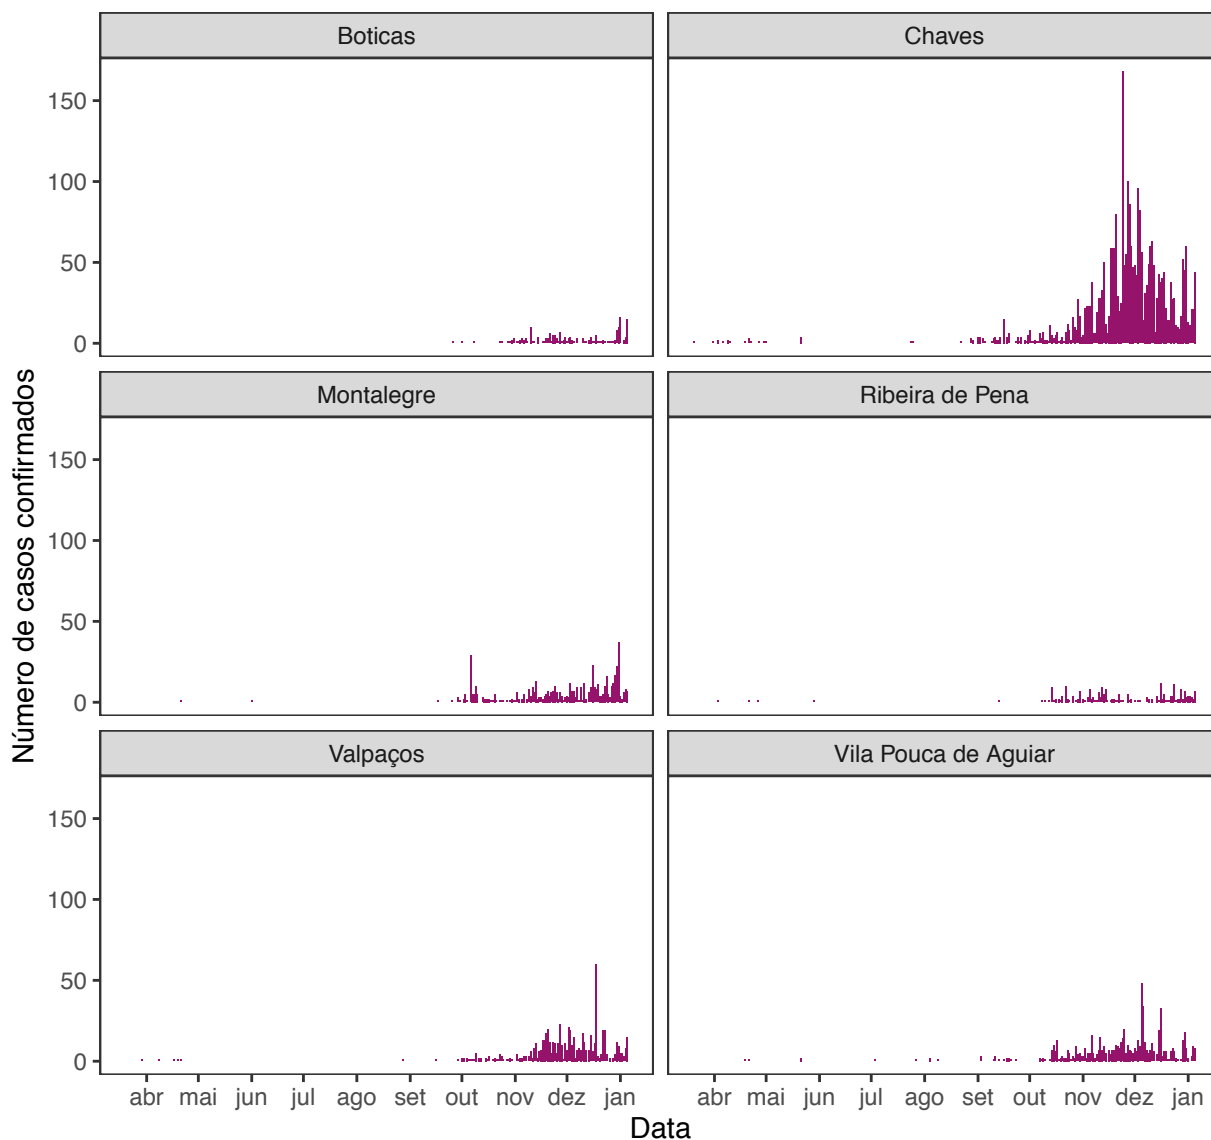 Boticas
Chaves
150
100
50
0
Montalegre
Ribeira de Pena
150
100
50
0
Valpaços
Vila Pouca de Aguiar
150
100
50
0
abr mai jun jul ago set out nov dez jan
abr mai jun jul ago set out nov dez jan
Data
Número de casos confirmados